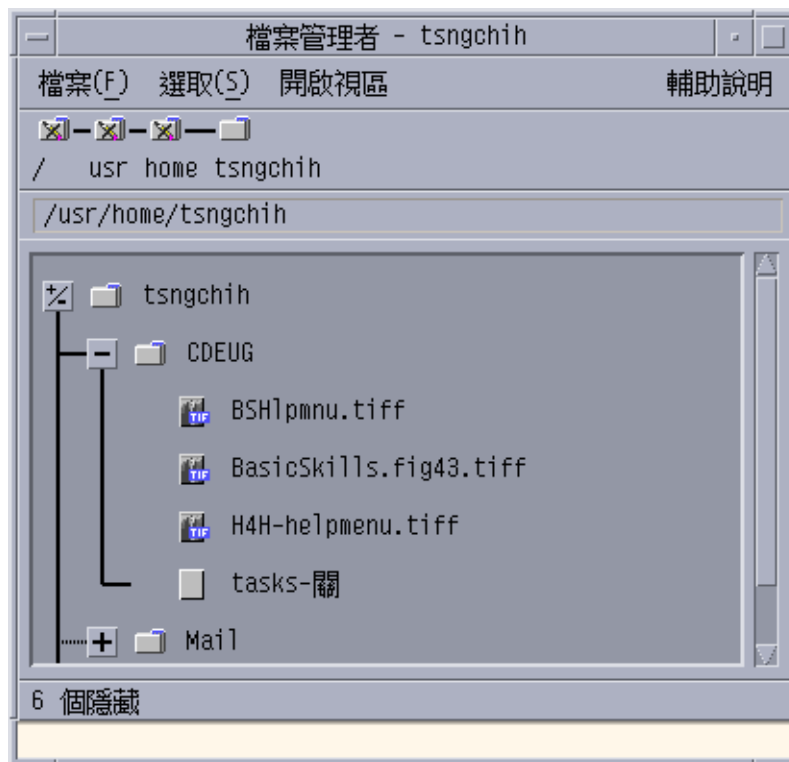 檔案管理者 - tsngchih
檔案(F) 選取(S) 開啟視區 輔助說明
/ usr home tsngchih
/usr/home/tsngchih
tsngchih
CDEUG
BSHlpmnu.tiff
BasicSkills.fig43.tiff
H4H-helpmenu.tiff
tasks-關
Mail
6 個隱藏